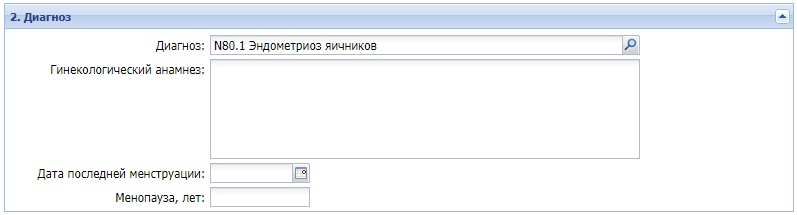 2. Диагноз
Диагноз: N80.1 Эндометриоз яичников
Гинекологический анамнез:
Дата последней менструации:
Менопауза, лет: